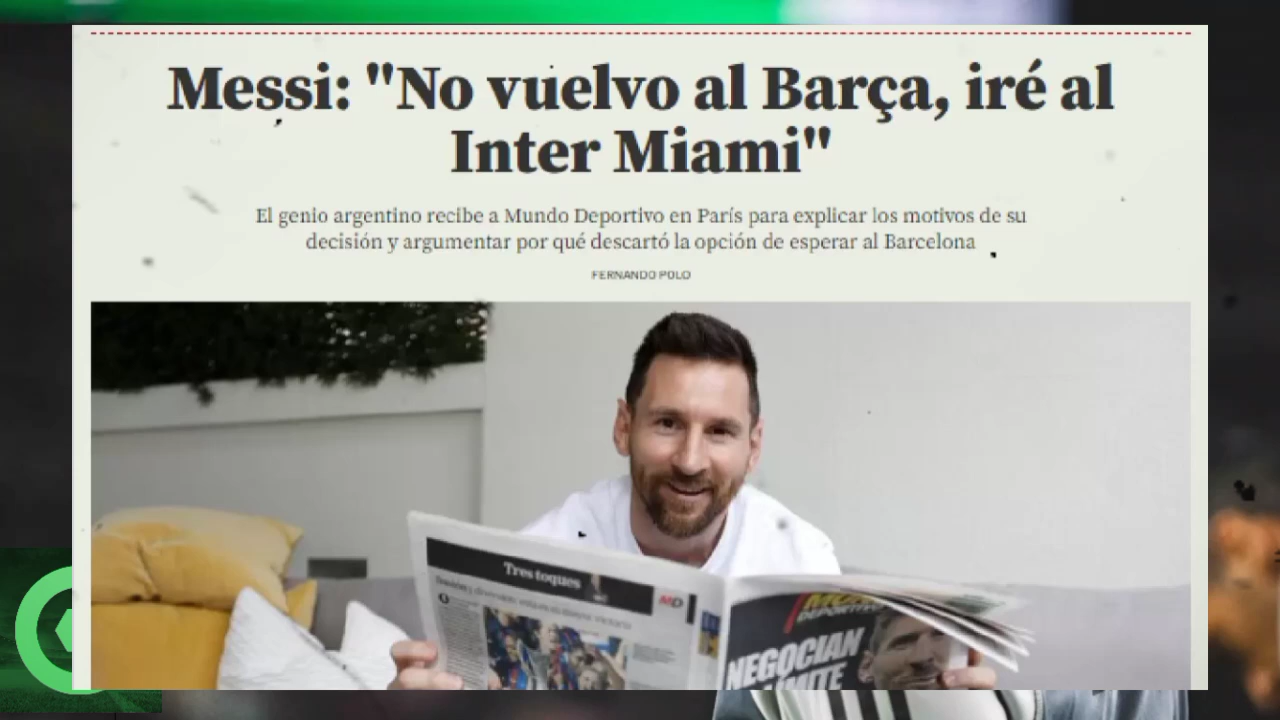 Messi: "No vuelvo al Barça, iré al
Inter Miami"
El genio argentino recibe a Mundo Deportivo en París para explicar los motivos de su
decisión y argumentar por qué descartó la opción de esperar al Barcelona
FERNANDO POLO
Tres toques
MD
MUNDO
DEPORTIVO
NEGOCIAN